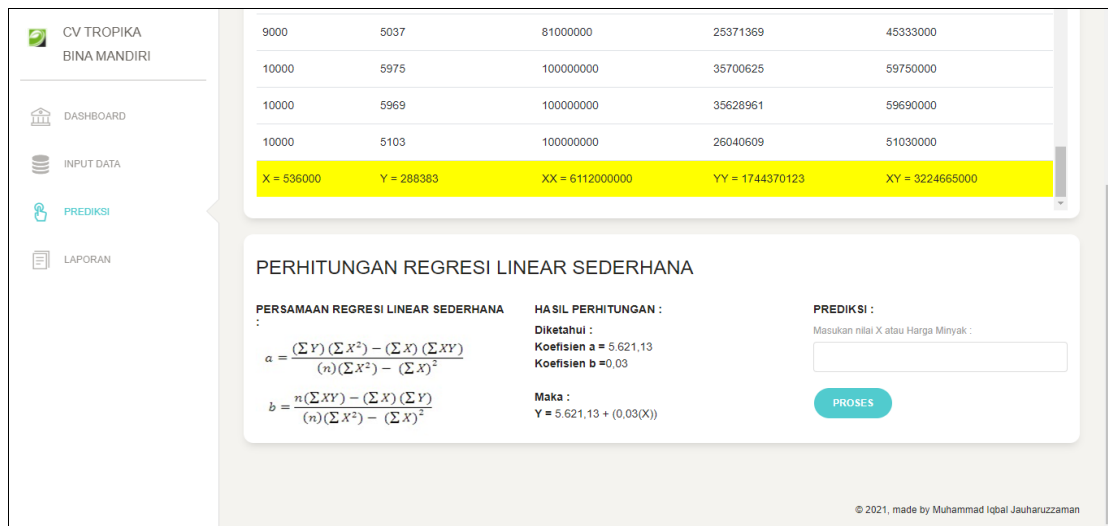 CV TROPIKA
BINA MANDIRI
DASHBOARD
INPUT DATA
PREDIKSI
LAPORAN
9000 5037 81000000 25371369 45333000
10000 5975 100000000 35700625 59750000
10000 5969 100000000 35628961 59690000
10000 5103 100000000 26040609 51030000
X = 536000 Y = 288383 XX = 6112000000 YY = 1744370123 XY = 3224665000
PERHITUNGAN REGRESI LINEAR SEDERHANA
PERSAMAAN REGRESI LINEAR SEDERHANA
:
a = (∑Y) (∑X²) − (∑X) (∑XY) / (n)(∑X²) − (∑X)²
b = n(∑XY) − (∑X) (∑Y) / (n)(∑X²) − (∑X)²
HASIL PERHITUNGAN :
Diketahui :
Koefisien a = 5.621,13
Koefisien b =0,03
Maka :
Y = 5.621,13 + (0,03(X))
PREDIKSI :
Masukan nilai X atau Harga Minyak :
PROSES
© 2021, made by Muhammad Iqbal Jauharuzzaman